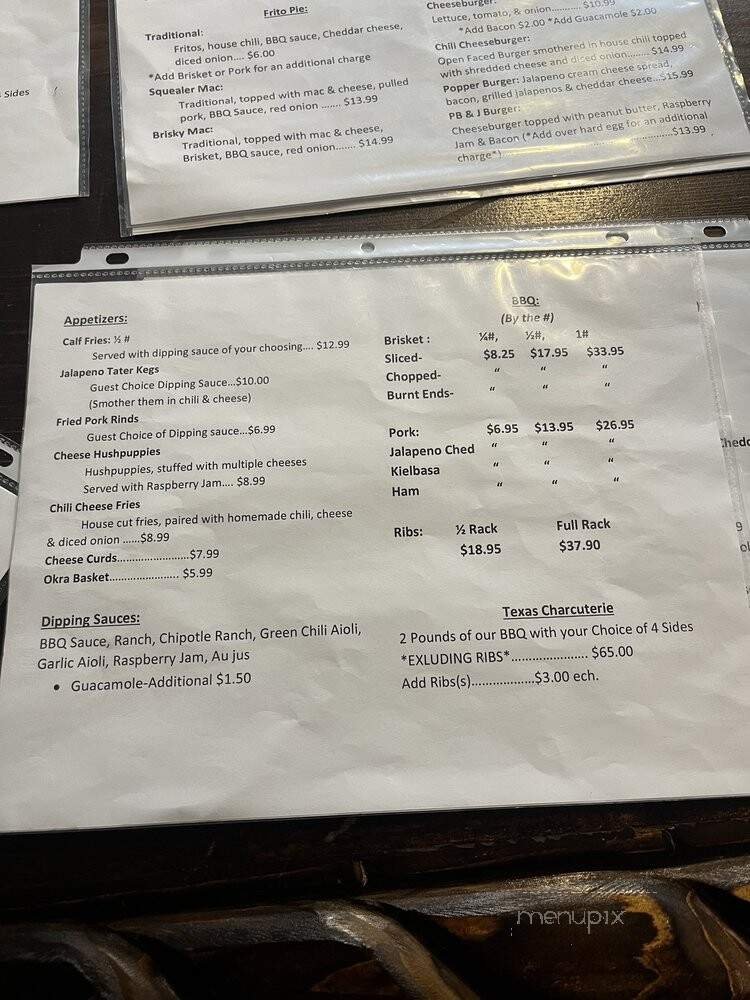 Sides
Frito Pie:
Traditional:
Fritos, house chili, BBQ sauce, Cheddar cheese,
diced onion.... $6.00
*Add Brisket or Pork for an additional charge
Squealer Mac:
Traditional, topped with mac & cheese, pulled
pork, BBQ Sauce, red onion ....... $13.99
Brisky Mac:
Traditional, topped with mac & cheese,
Brisket, BBQ sauce, red onion....... $14.99
Cheeseburger:
Lettuce, tomato, & onion........... $10.99
*Add Bacon $2.00 *Add Guacamole $2.00
Chili Cheeseburger:
Open Faced Burger smothered in house chili topped
with shredded cheese and diced onion........ $14.99
Popper Burger: Jalapeno cream cheese spread,
bacon, grilled jalapenos & cheddar cheese...$15.99
PB & J Burger:
Cheeseburger topped with peanut butter, Raspberry
Jam & Bacon (*Add over hard egg for an additional
charge*)..........................................$13.99
Appetizers:
Calf Fries: ½ #
Served with dipping sauce of your choosing.... $12.99
Jalapeno Tater Kegs
Guest Choice Dipping Sauce...$10.00
(Smother them in chili & cheese)
Fried Pork Rinds
Guest Choice of Dipping sauce...$6.99
Cheese Hushpuppies
Hushpuppies, stuffed with multiple cheeses
Served with Raspberry Jam.... $8.99
Chili Cheese Fries
House cut fries, paired with homemade chili, cheese
& diced onion ......$8.99
Cheese Curds.......................$7.99
Okra Basket...................... $5.99
Dipping Sauces:
BBQ Sauce, Ranch, Chipotle Ranch, Green Chili Aioli,
Garlic Aioli, Raspberry Jam, Au jus
• Guacamole-Additional $1.50
BBQ:
(By the #)
Brisket : ¼#, ½#, 1#
Sliced- $8.25 $17.95 $33.95
Chopped- “ “ “
Burnt Ends- “ “ “
Pork: $6.95 $13.95 $26.95
Jalapeno Ched “ “ “
Kielbasa “ “ “
Ham “ “ “
Ribs: ½ Rack Full Rack
$18.95 $37.90
Texas Charcuterie
2 Pounds of our BBQ with your Choice of 4 Sides
*EXLUDING RIBS*...................... $65.00
Add Ribs(s)..................$3.00 ech.
menupix